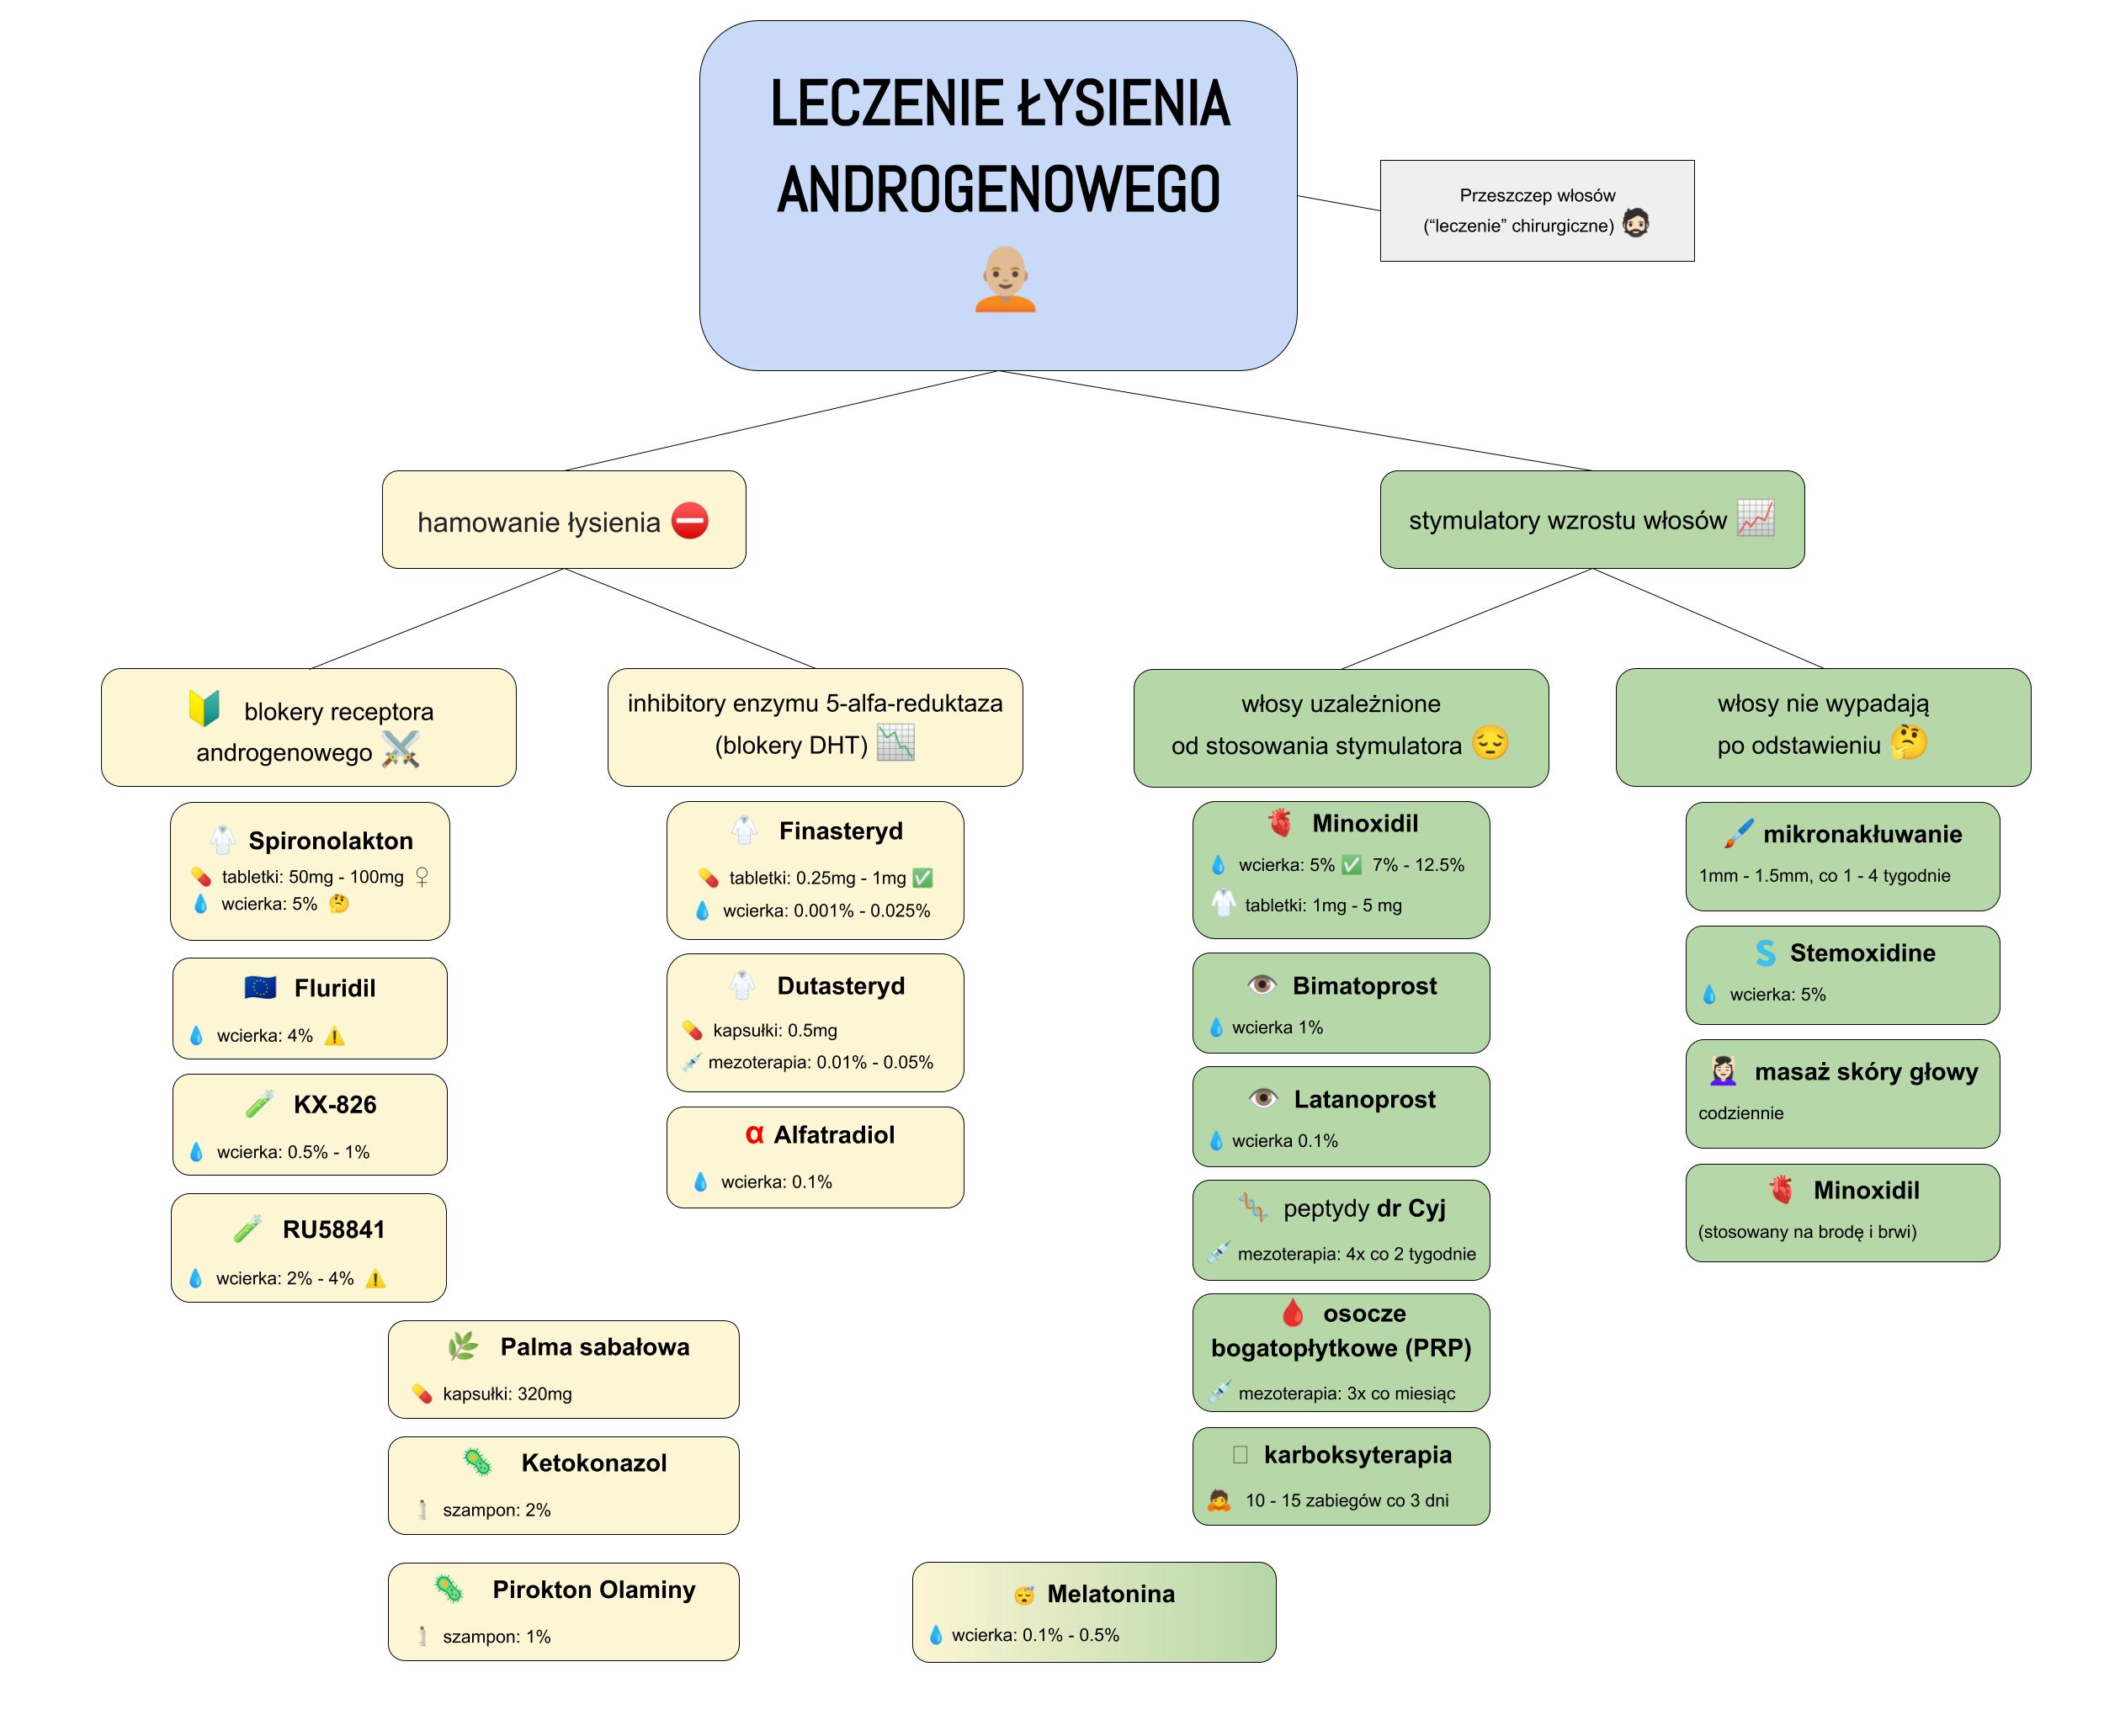 LECZENIE ŁYSIENIA
ANDROGENOWEGO
Przeszczep włosów
(“leczenie” chirurgiczne)
hamowanie łysienia
stymulatory wzrostu włosów
blokery receptora
androgenowego
inhibitory enzymu 5-alfa-reduktaza
(blokery DHT)
włosy uzależnione
od stosowania stymulatora
włosy nie wypadają
po odstawieniu
Spironolakton
tabletki: 50mg - 100mg ♀
wcierka: 5%
Fluridil
wcierka: 4%
KX-826
wcierka: 0.5% - 1%
RU58841
wcierka: 2% - 4%
Finasteryd
tabletki: 0.25mg - 1mg
wcierka: 0.001% - 0.025%
Dutasteryd
kapsułki: 0.5mg
mezoterapia: 0.01% - 0.05%
α Alfatradiol
wcierka: 0.1%
Palma sabałowa
kapsułki: 320mg
Ketokonazol
szampon: 2%
Pirokton Olaminy
szampon: 1%
Minoxidil
wcierka: 5% ✅ 7% - 12.5%
tabletki: 1mg - 5 mg
Bimatoprost
wcierka 1%
Latanoprost
wcierka 0.1%
peptydy dr Cyj
mezoterapia: 4x co 2 tygodnie
osocze
bogatopłytkowe (PRP)
mezoterapia: 3x co miesiąc
karboksyterapia
10 - 15 zabiegów co 3 dni
mikronakłuwanie
1mm - 1.5mm, co 1 - 4 tygodnie
S Stemoxidine
wcierka: 5%
masaż skóry głowy
codziennie
Minoxidil
(stosowany na brodę i brwi)
Melatonina
wcierka: 0.1% - 0.5%